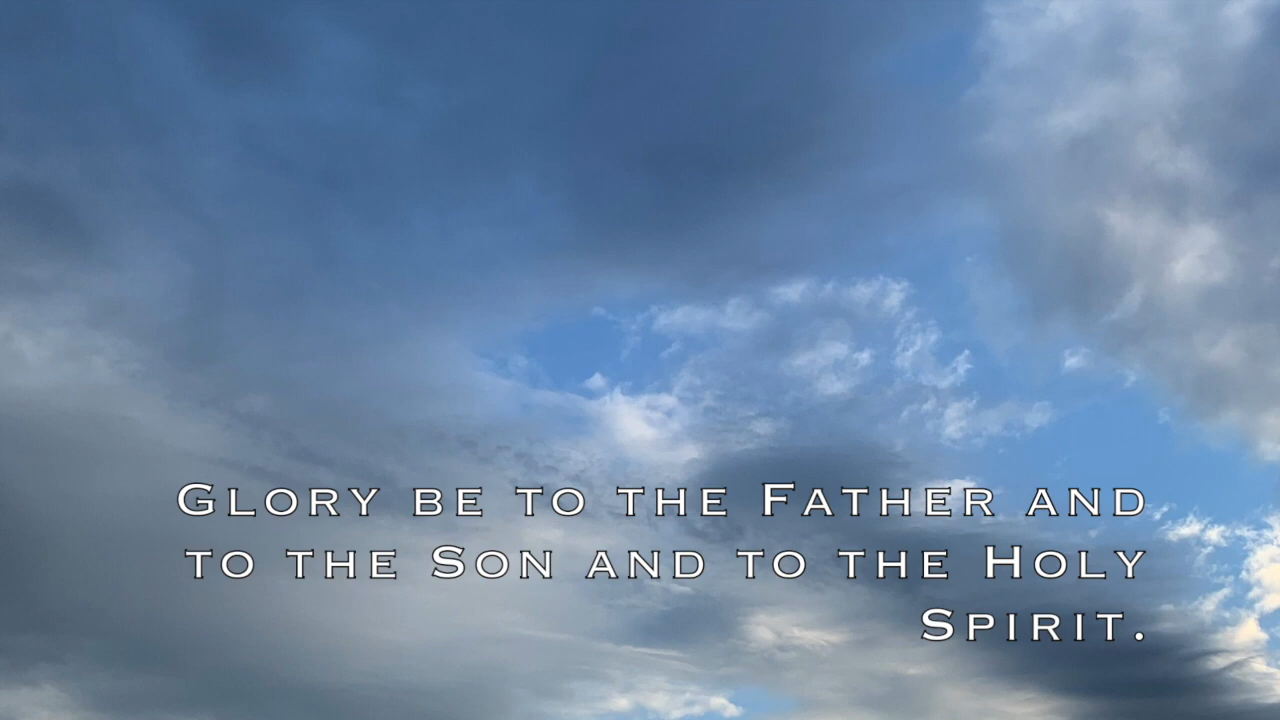 Glory be to the Father and
to the Son and to the Holy
Spirit.